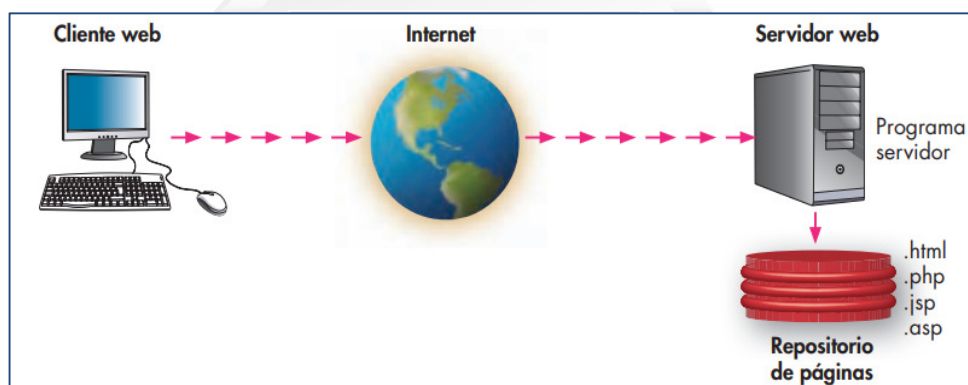 Cliente web
Internet
Servidor web
Programa
servidor
.html
.php
.jsp
.asp
Repositorio
de páginas